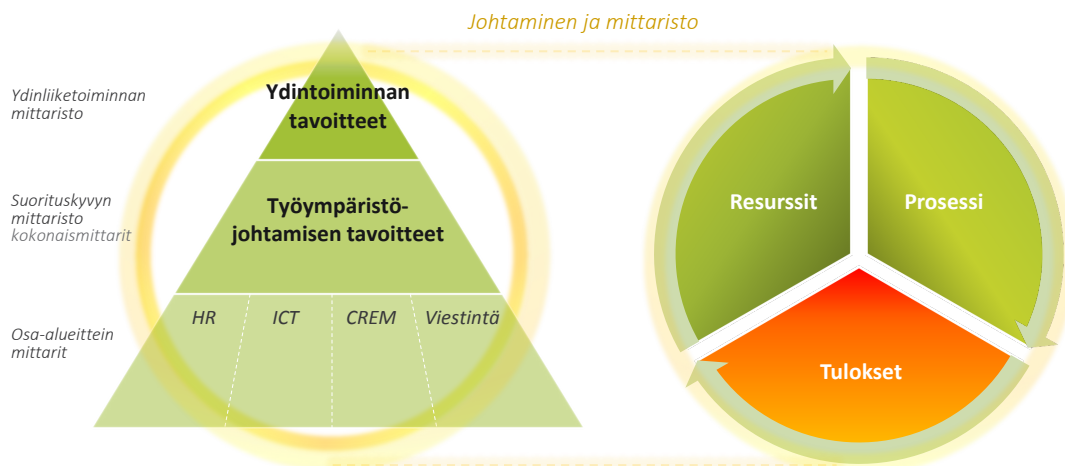 Johtaminen ja mittaristo
Ydinliiketoiminnan
mittaristo
Ydintoiminnan
tavoitteet
Suorituskyvyn
mittaristo
kokonaismittarit
Työympäristö-
johtamisen tavoitteet
Osa-alueittein
mittarit
HR
ICT
CREM
Viestintä
Resurssit
Prosessi
Tulokset